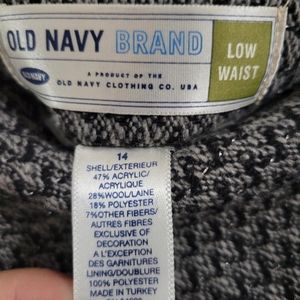 OLD NAVY BRAND
A PRODUCT OF THE
OLD NAVY
OLD NAVY CLOTHING CO. USA
LOW
WAIST
14
SHELL/EXTERIEUR
47% ACRYLIC/
ACRYLIQUE
28%WOOL/LAINE
18% POLYESTER
7%OTHER FIBERS/
AUTRES FIBRES
EXCLUSIVE OF
DECORATION
A L'EXCEPTION
DES GARNITURES
LINING/DOUBLURE
100% POLYESTER
MADE IN TURKEY